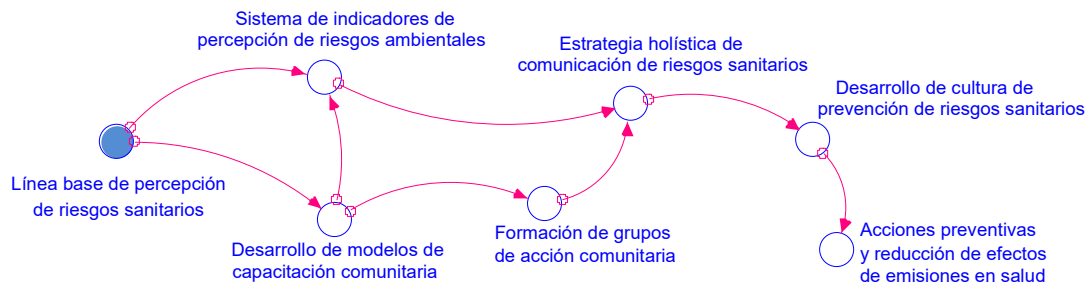 Sistema de indicadores de
percepción de riesgos ambientales
Estrategia holística de
comunicación de riesgos sanitarios
Desarrollo de cultura de
prevención de riesgos sanitarios
Línea base de percepción
de riesgos sanitarios
Desarrollo de modelos de
capacitación comunitaria
Formación de grupos
de acción comunitaria
Acciones preventivas
y reducción de efectos
de emisiones en salud